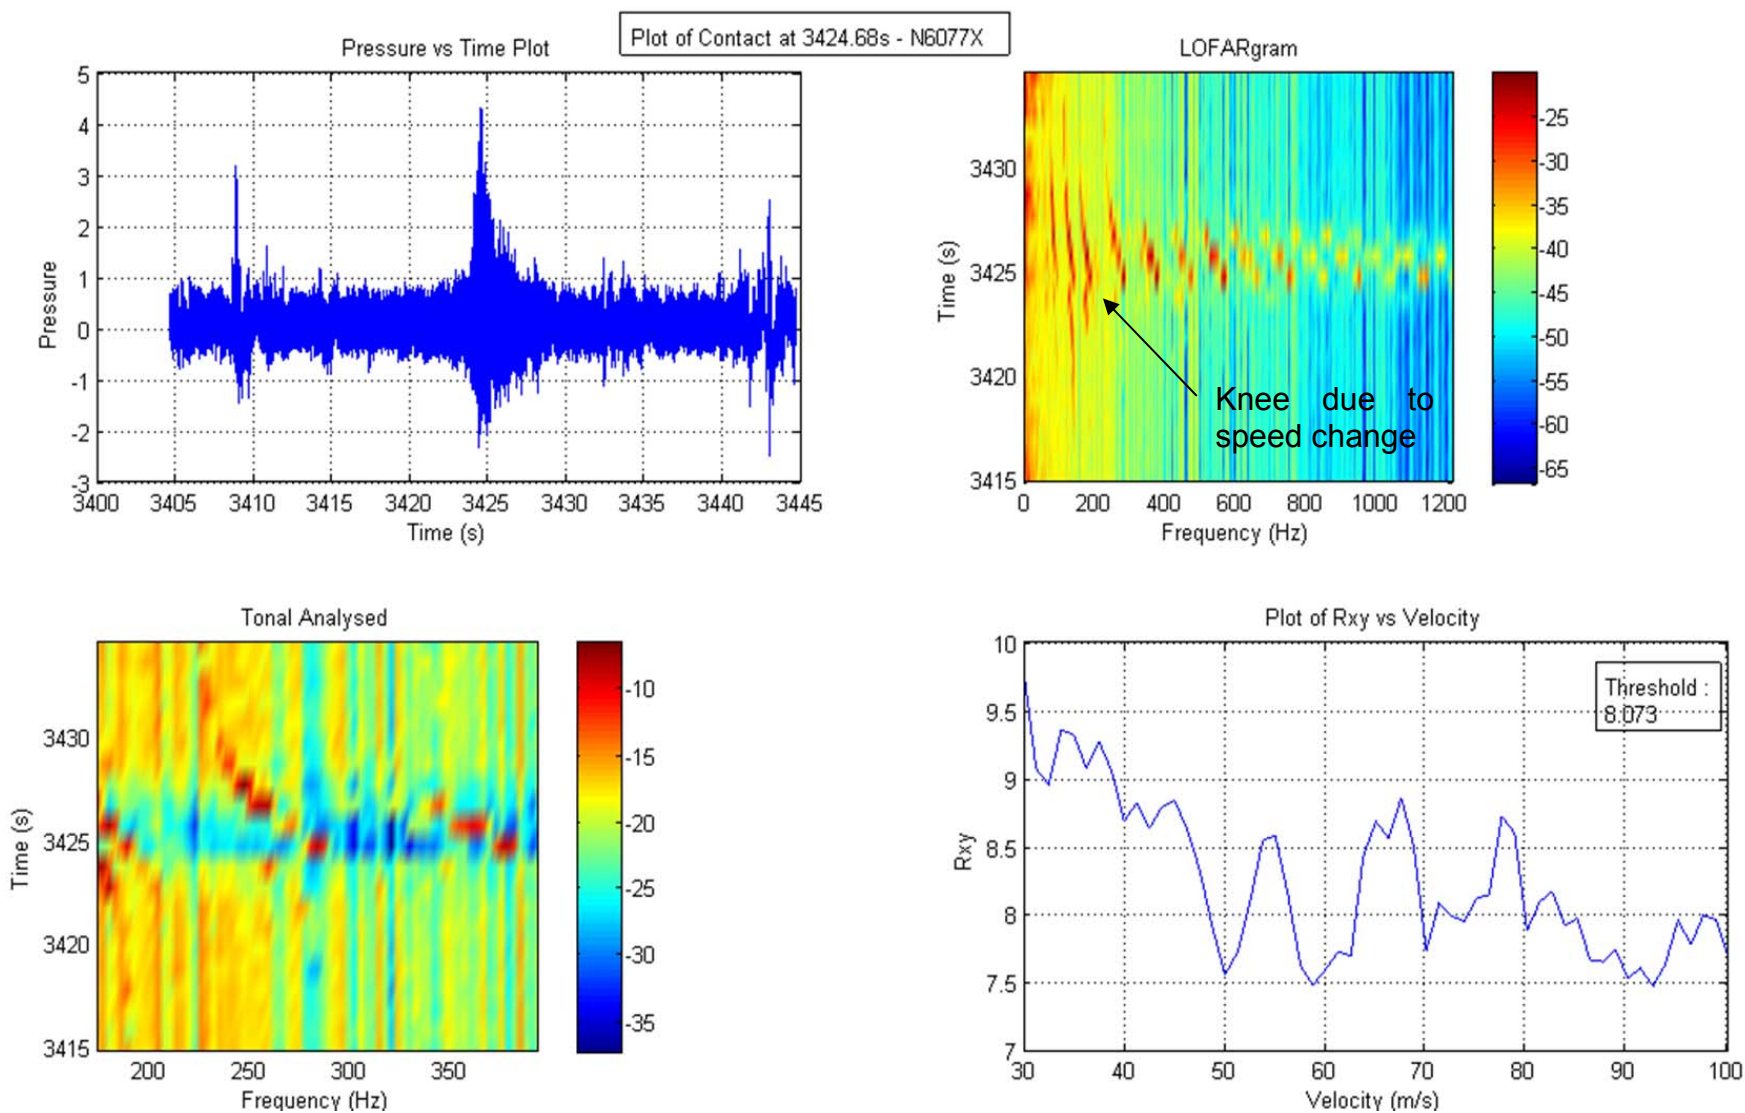 Plot of Contact at 3424.68s - N6077X
Pressure vs Time Plot
Pressure
5
4
3
2
1
0
-1
-2
-3
3400 3405 3410 3415 3420 3425 3430 3435 3440 3445
Time (s)
LOFARgram
Time (s)
3430
3425
3420
3415
0 200 400 600 800 1000 1200
Frequency (Hz)
Knee due to
speed change
-25
-30
-35
-40
-45
-50
-55
-60
-65
Tonal Analysed
Time (s)
3430
3425
3420
3415
200 250 300 350
Frequency (Hz)
-10
-15
-20
-25
-30
-35
Plot of Rxy vs Velocity
Rxy
10
9.5
9
8.5
8
7.5
7
30 40 50 60 70 80 90 100
Velocity (m/s)
Threshold :
8.073